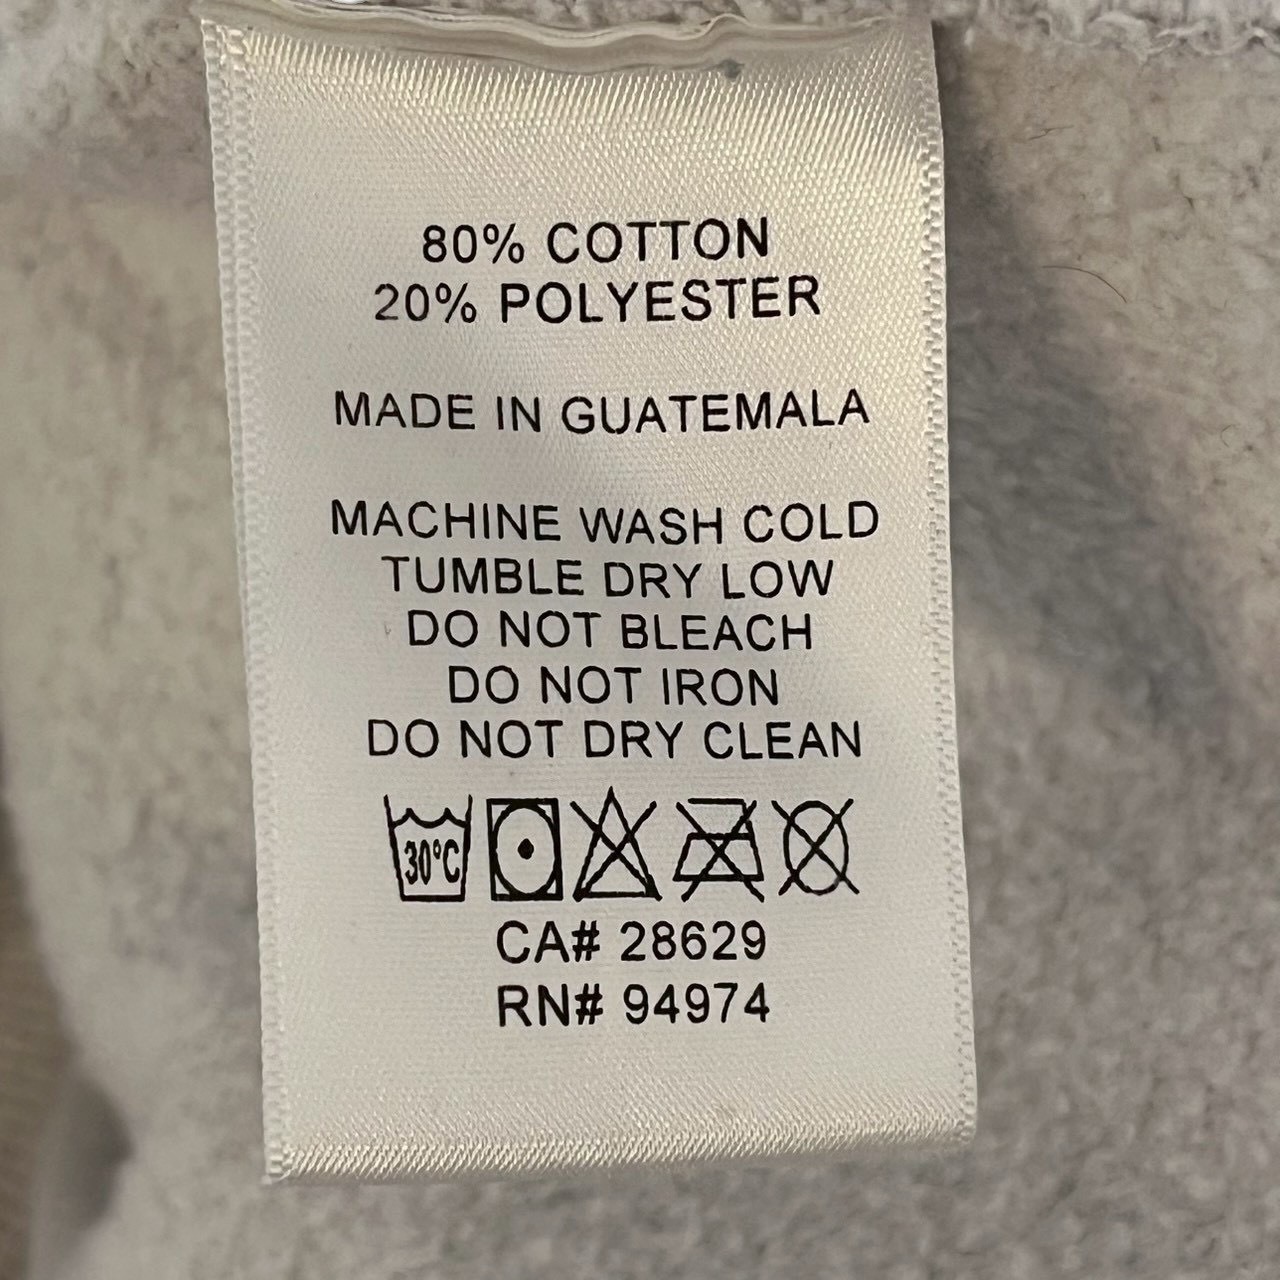 80% COTTON
20% POLYESTER
MADE IN GUATEMALA
MACHINE WASH COLD
TUMBLE DRY LOW
DO NOT BLEACH
DO NOT IRON
DO NOT DRY CLEAN
30°C
CA# 28629
RN# 94974